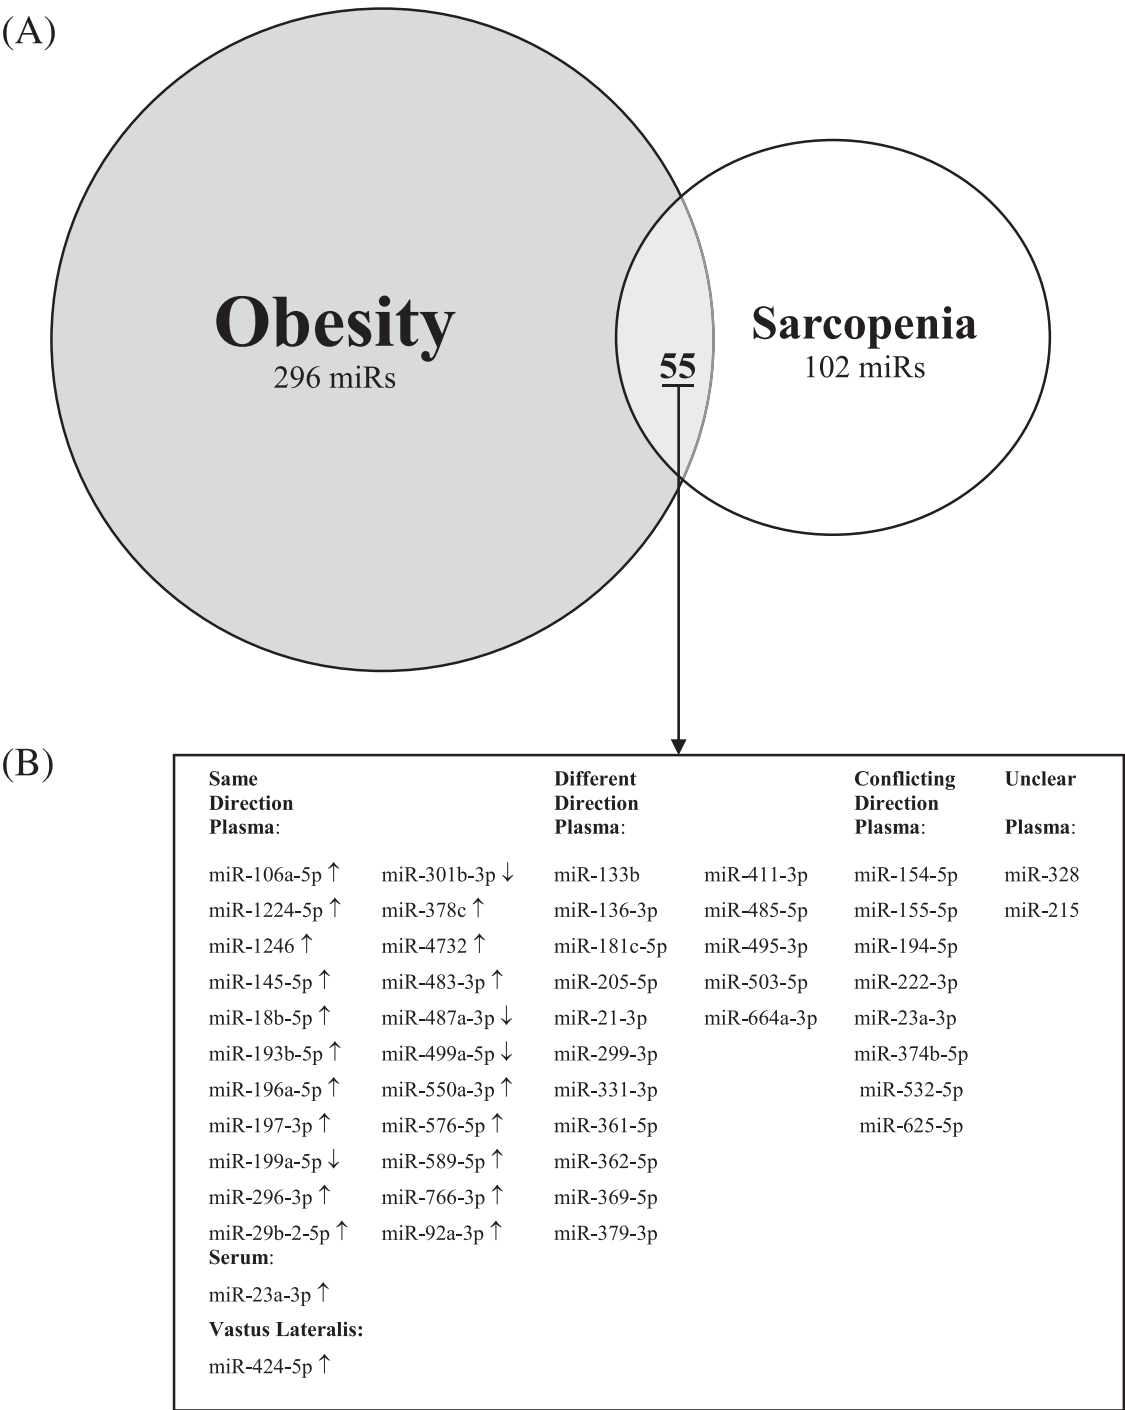 (A)
Obesity
296 miRs
55
Sarcopenia
102 miRs
(B)
Same Direction Plasma:
Different Direction Plasma:
Conflicting Direction Plasma:
Unclear Plasma:
miR-106a-5p ↑ miR-301b-3p ↓ miR-133b miR-411-3p miR-154-5p miR-328
miR-1224-5p ↑ miR-378c ↑ miR-136-3p miR-485-5p miR-155-5p miR-215
miR-1246 ↑ miR-4732 ↑ miR-181c-5p miR-495-3p miR-194-5p
miR-145-5p ↑ miR-483-3p ↑ miR-205-5p miR-503-5p miR-222-3p
miR-18b-5p ↑ miR-487a-3p ↓ miR-21-3p miR-664a-3p miR-23a-3p
miR-193b-5p ↑ miR-499a-5p ↓ miR-299-3p miR-374b-5p
miR-196a-5p ↑ miR-550a-3p ↑ miR-331-3p miR-532-5p
miR-197-3p ↑ miR-576-5p ↑ miR-361-5p miR-625-5p
miR-199a-5p ↓ miR-589-5p ↑ miR-362-5p
miR-296-3p ↑ miR-766-3p ↑ miR-369-5p
miR-29b-2-5p ↑ miR-92a-3p ↑ miR-379-3p
Serum:
miR-23a-3p ↑
Vastus Lateralis:
miR-424-5p ↑